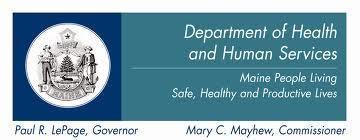 Department of Health
and Human Services
Maine People Living
Safe, Healthy and Productive Lives
Paul R. LePage, Governor
Mary C. Mayhew, Commissioner